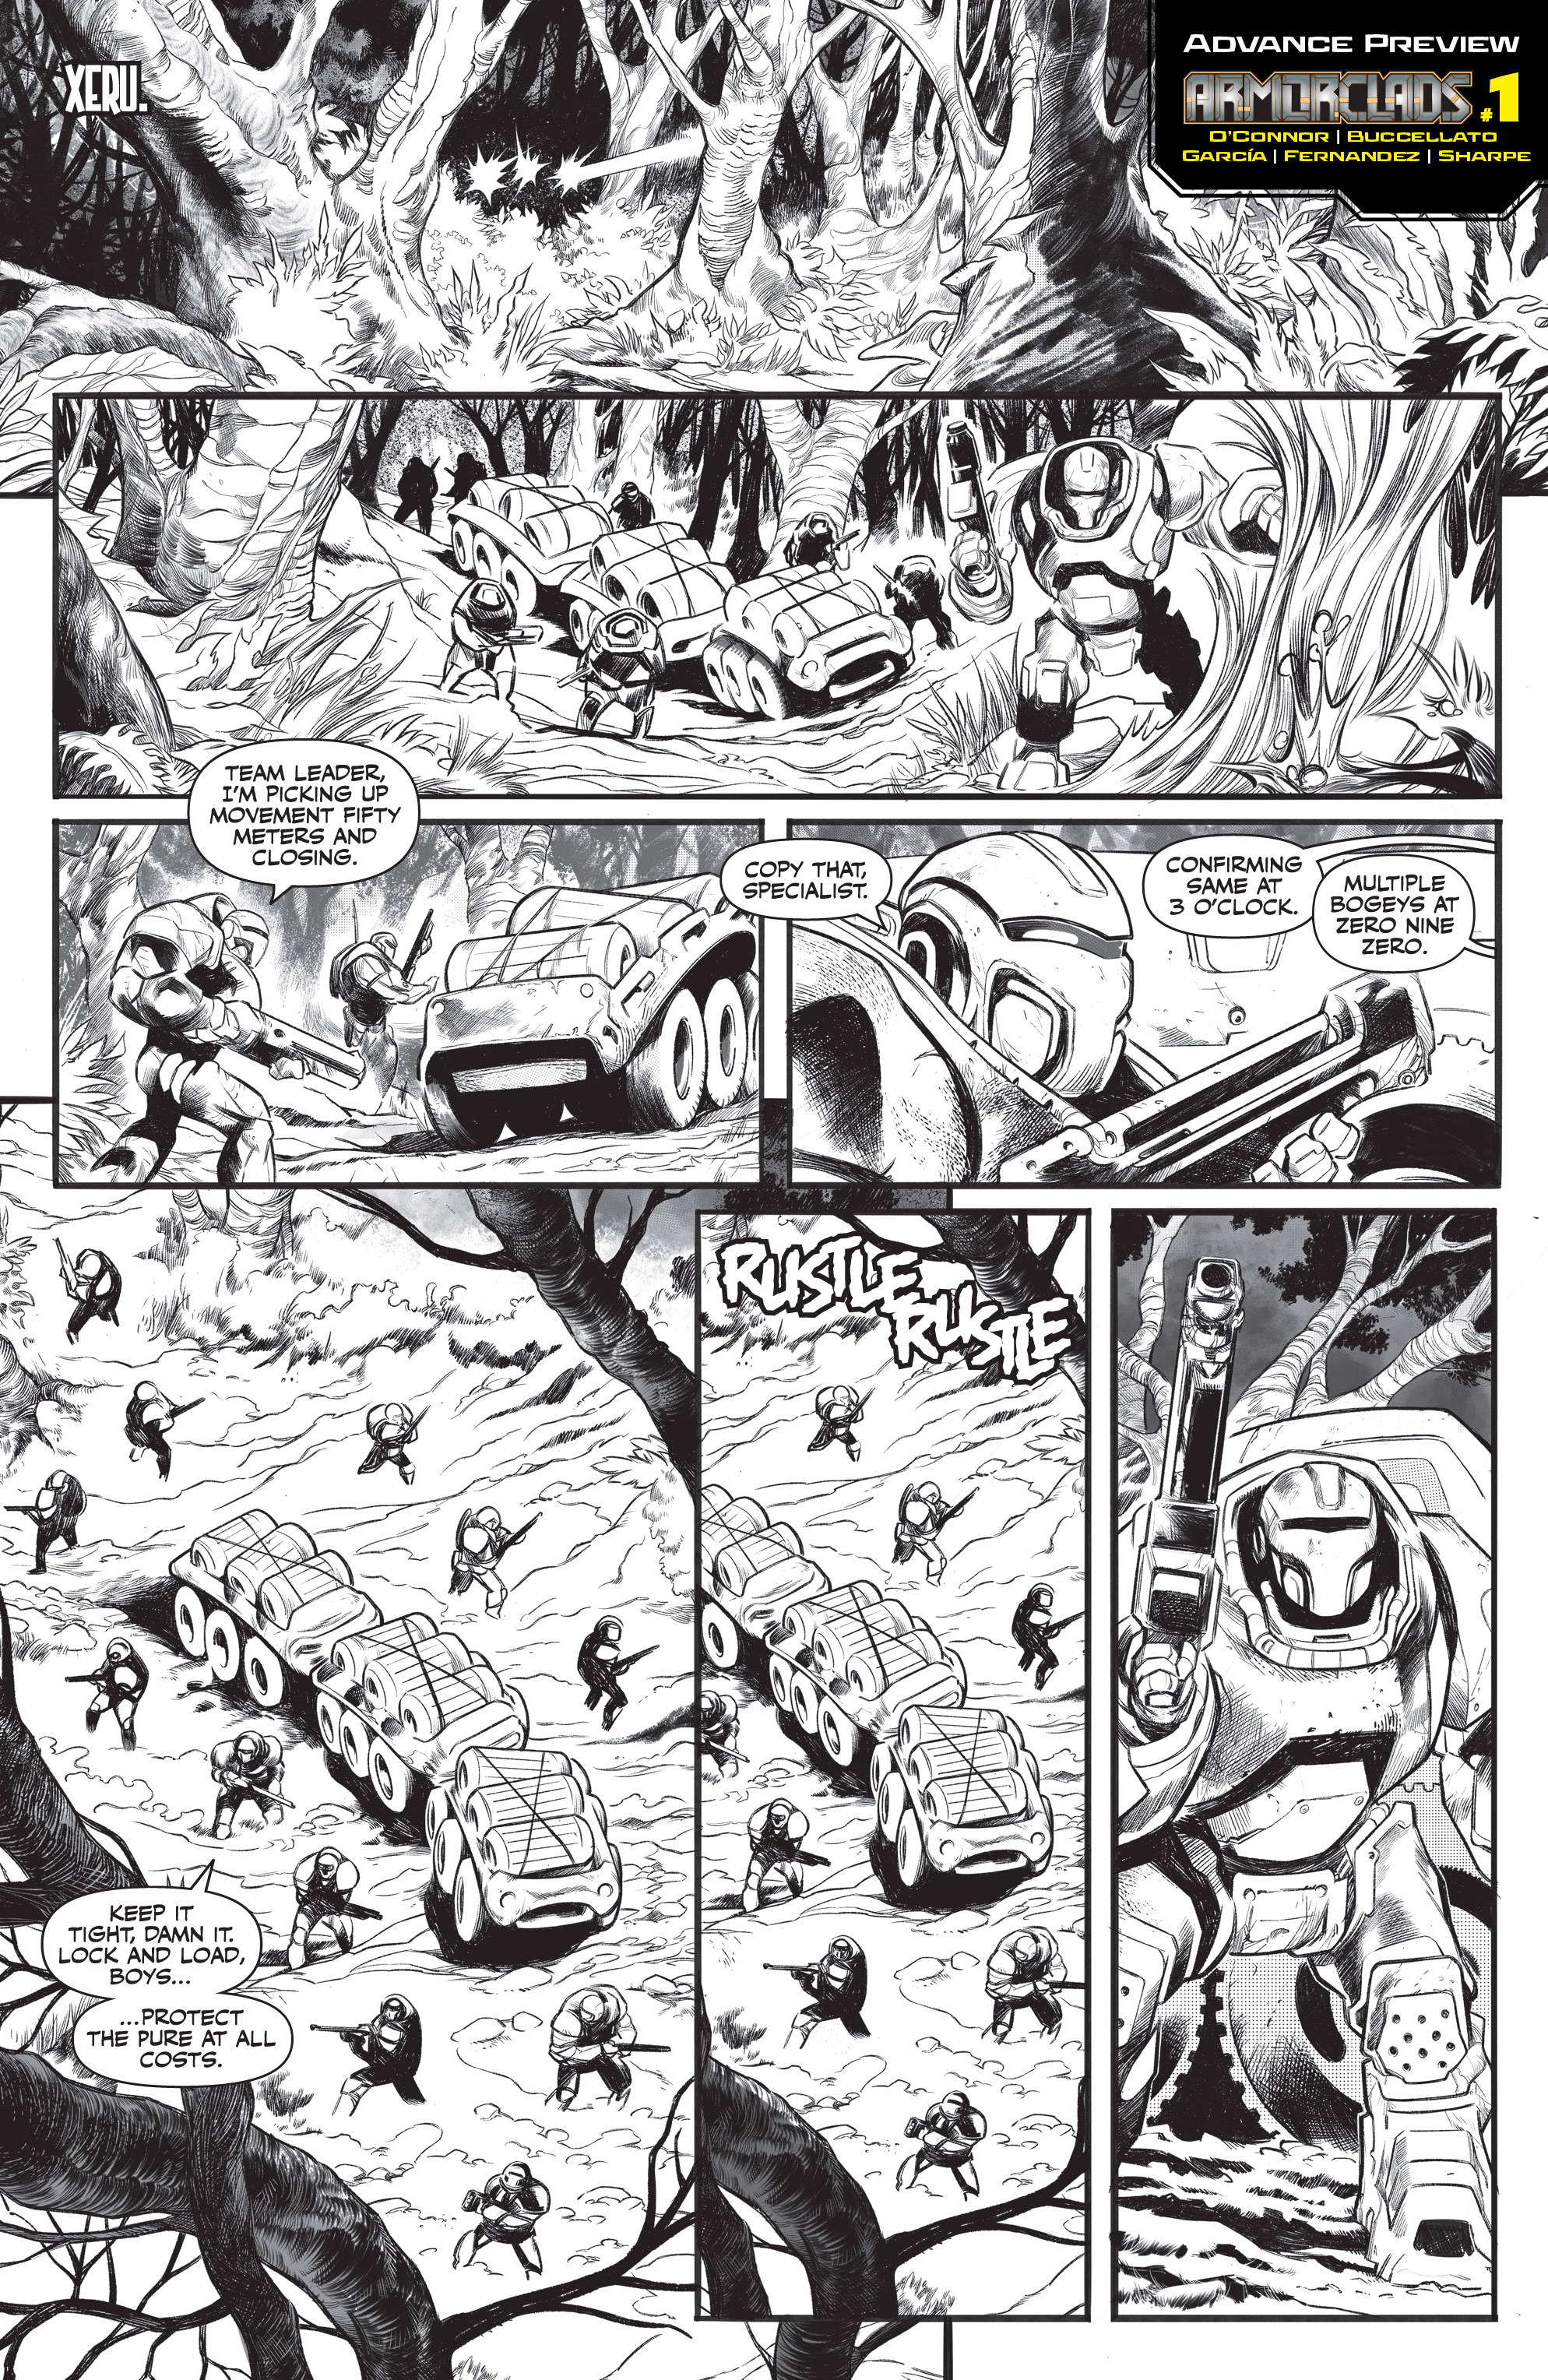 XERU.
ADVANCE PREVIEW
ARMORCLADS #1
O'CONNOR | BUCCELLATO
GARCÍA | FERNANDEZ | SHARPE
TEAM LEADER,
I'M PICKING UP
MOVEMENT FIFTY
METERS AND
CLOSING.
COPY THAT,
SPECIALIST.
CONFIRMING
SAME AT
3 O'CLOCK.
MULTIPLE
BOGEYS AT
ZERO NINE
ZERO.
KEEP IT
TIGHT, DAMN IT.
LOCK AND LOAD,
BOYS...
...PROTECT
THE PURE AT ALL
COSTS.
RUSTLE
RUSTLE